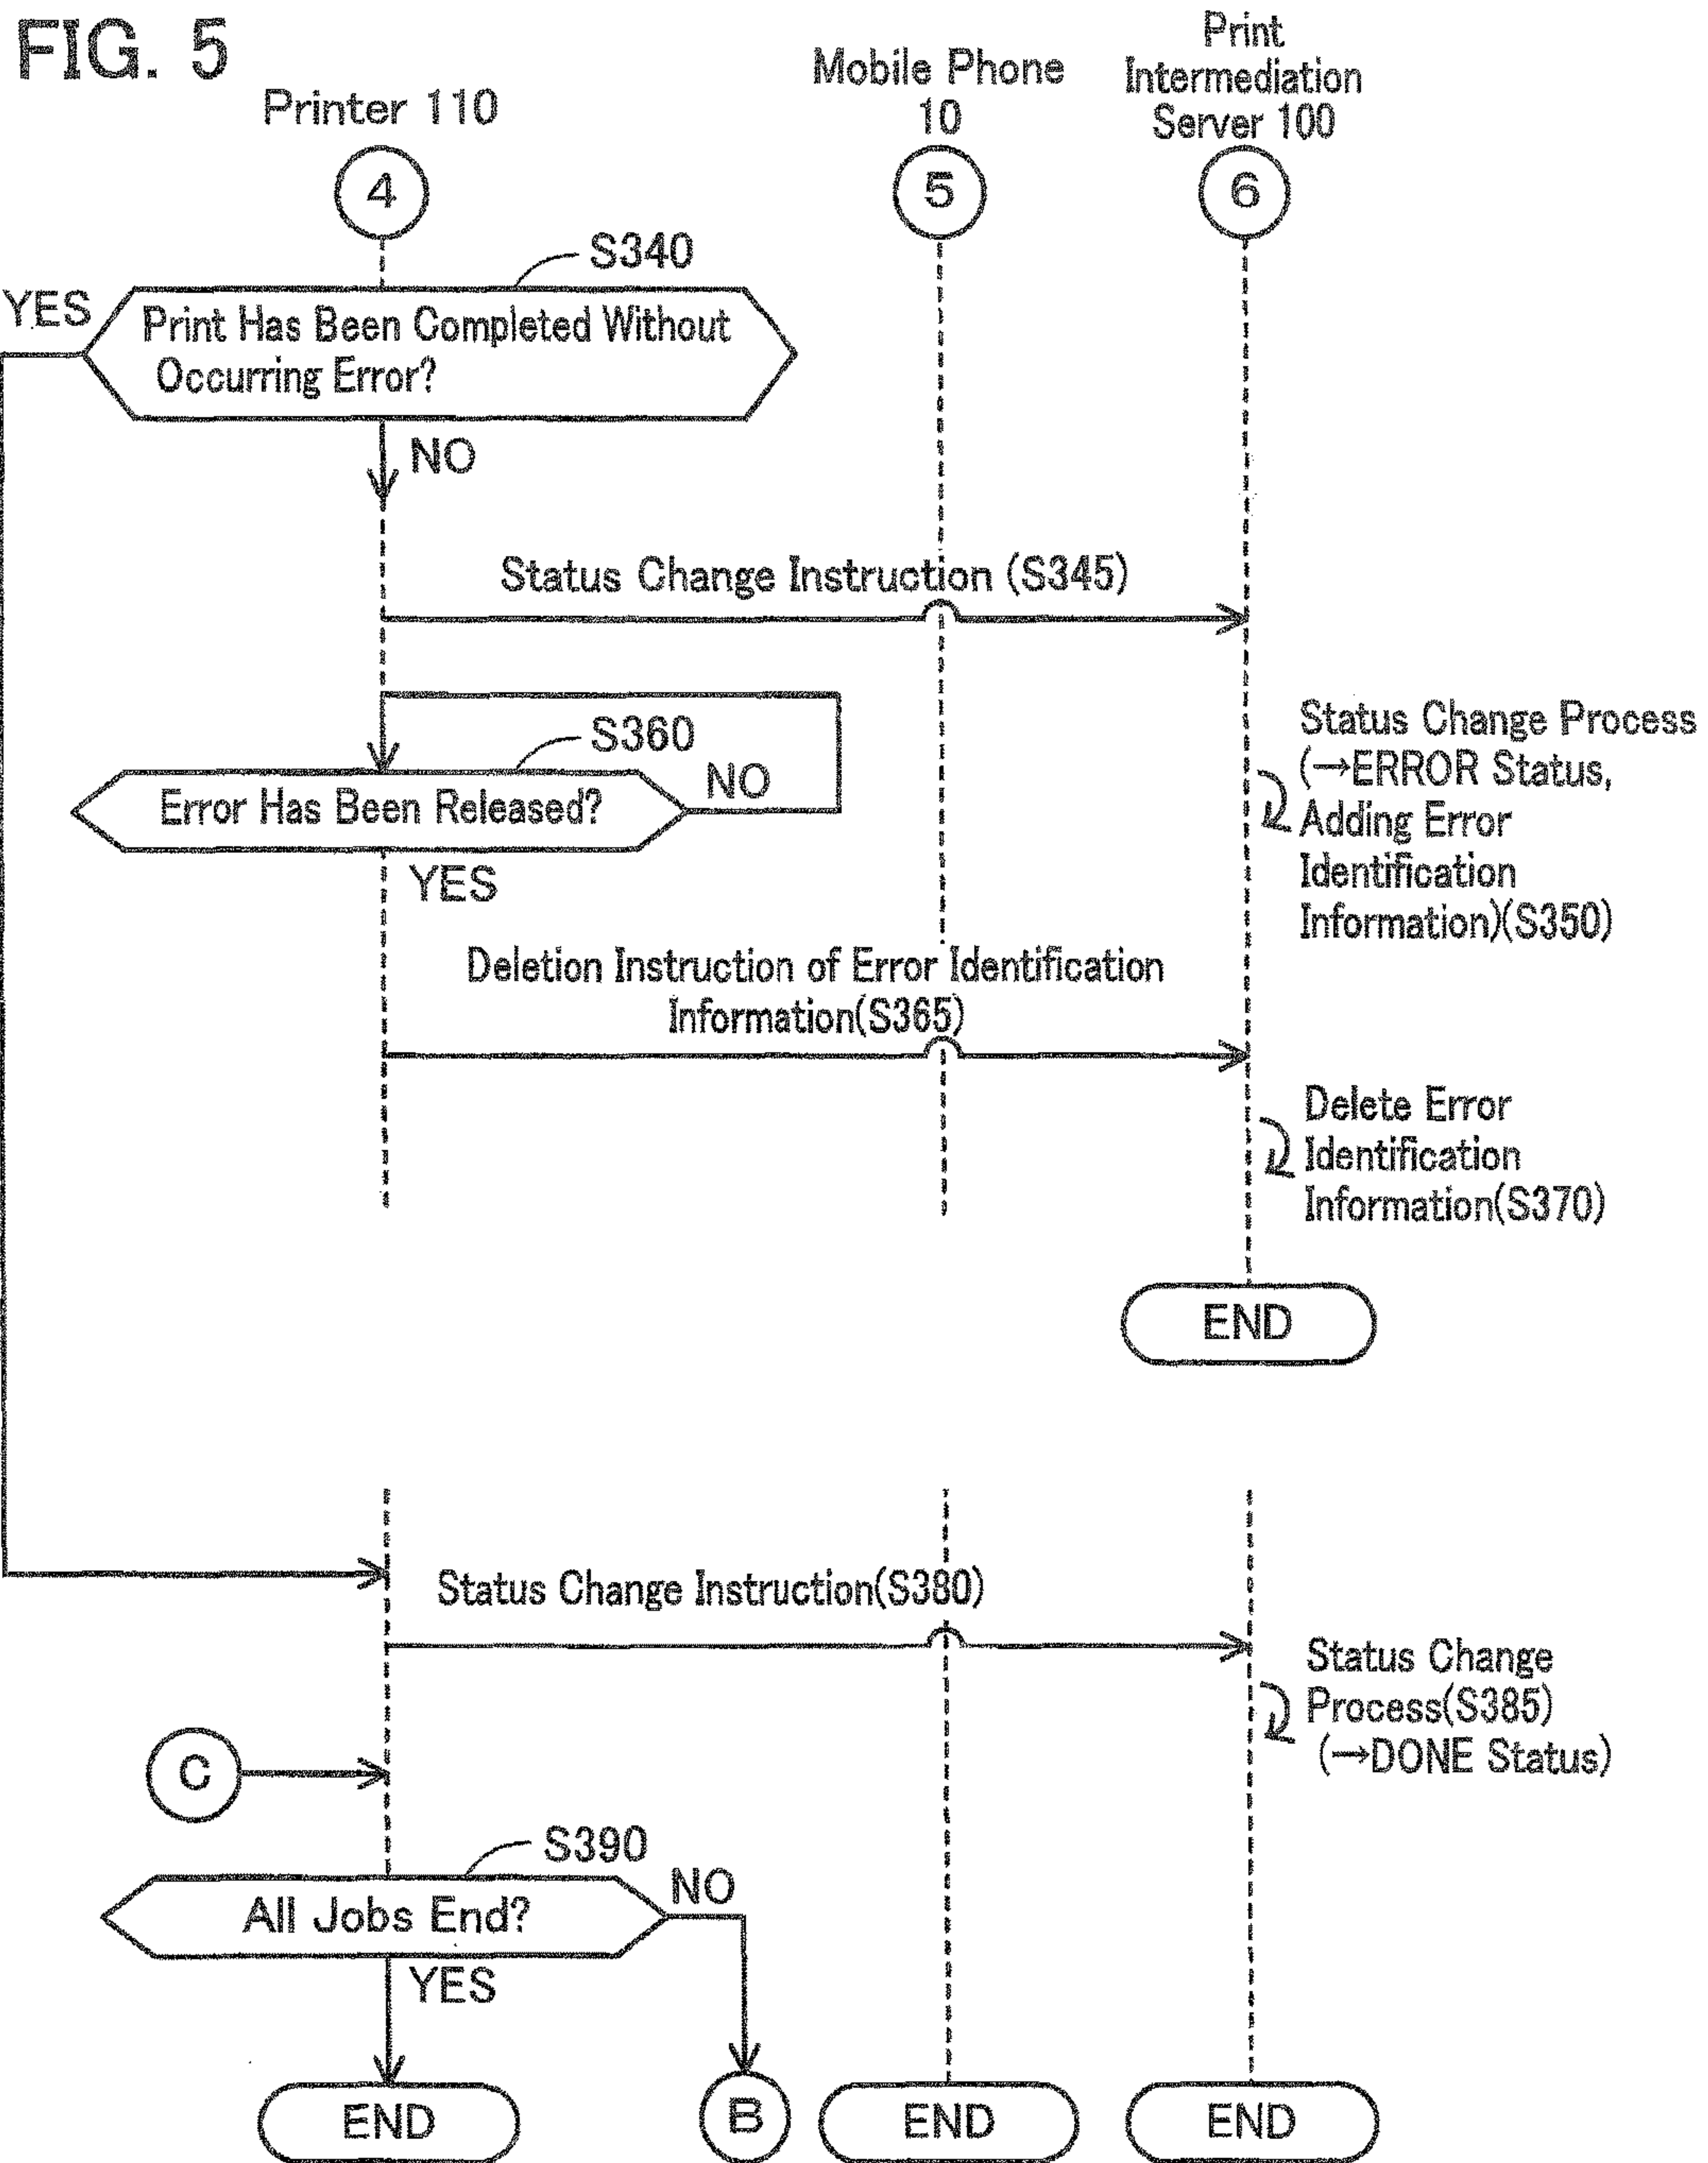 FIG. 5
Printer 110
Mobile Phone
10
Print
Intermediation
Server 100
4
5
6
S340
YES
Print Has Been Completed Without
Occurring Error?
NO
Status Change Instruction (S345)
S360
Error Has Been Released?
NO
YES
Status Change Process
(→ERROR Status,
Adding Error
Identification
Information)(S350)
Deletion Instruction of Error Identification
Information(S365)
Delete Error
Identification
Information(S370)
END
Status Change Instruction(S380)
Status Change
Process(S385)
(→DONE Status)
C
S390
All Jobs End?
NO
YES
END
B
END
END